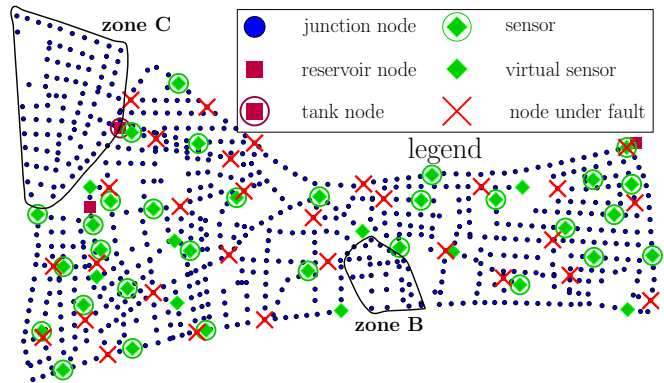 zone C
junction node
sensor
reservoir node
virtual sensor
tank node
node under fault
legend
zone B